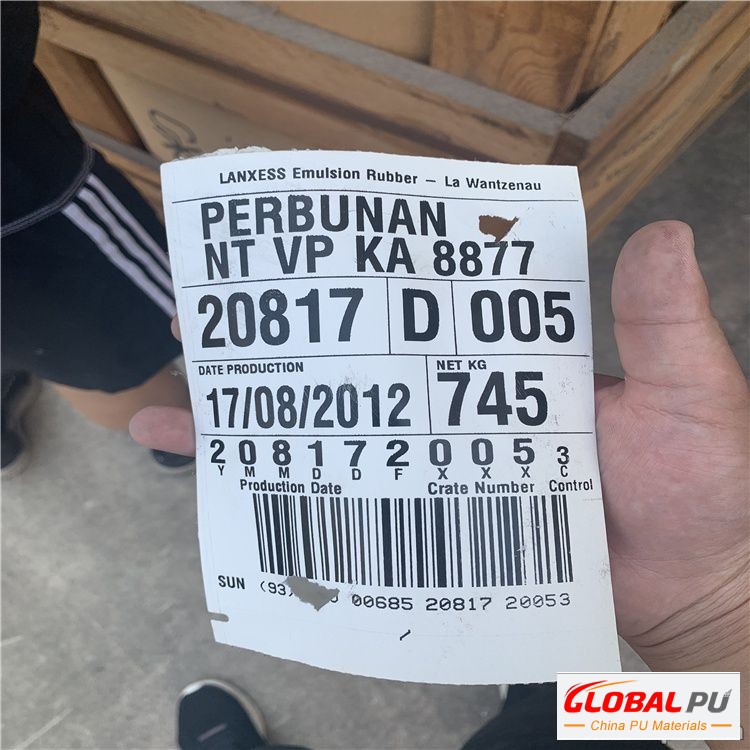 LANXESS Emulsion Rubber – La Wantzenau
PERBUNAN
NT VP KA 8877
20817 D 005
DATE PRODUCTION NET KG
17/08/2012 745
2 0 8 1 7 2 0 0 5 3
Y M M D D F X X X C
Production Date Crate Number Control
SUN (93) 00685 20817 20053
GLOBAL PU
China PU Materials